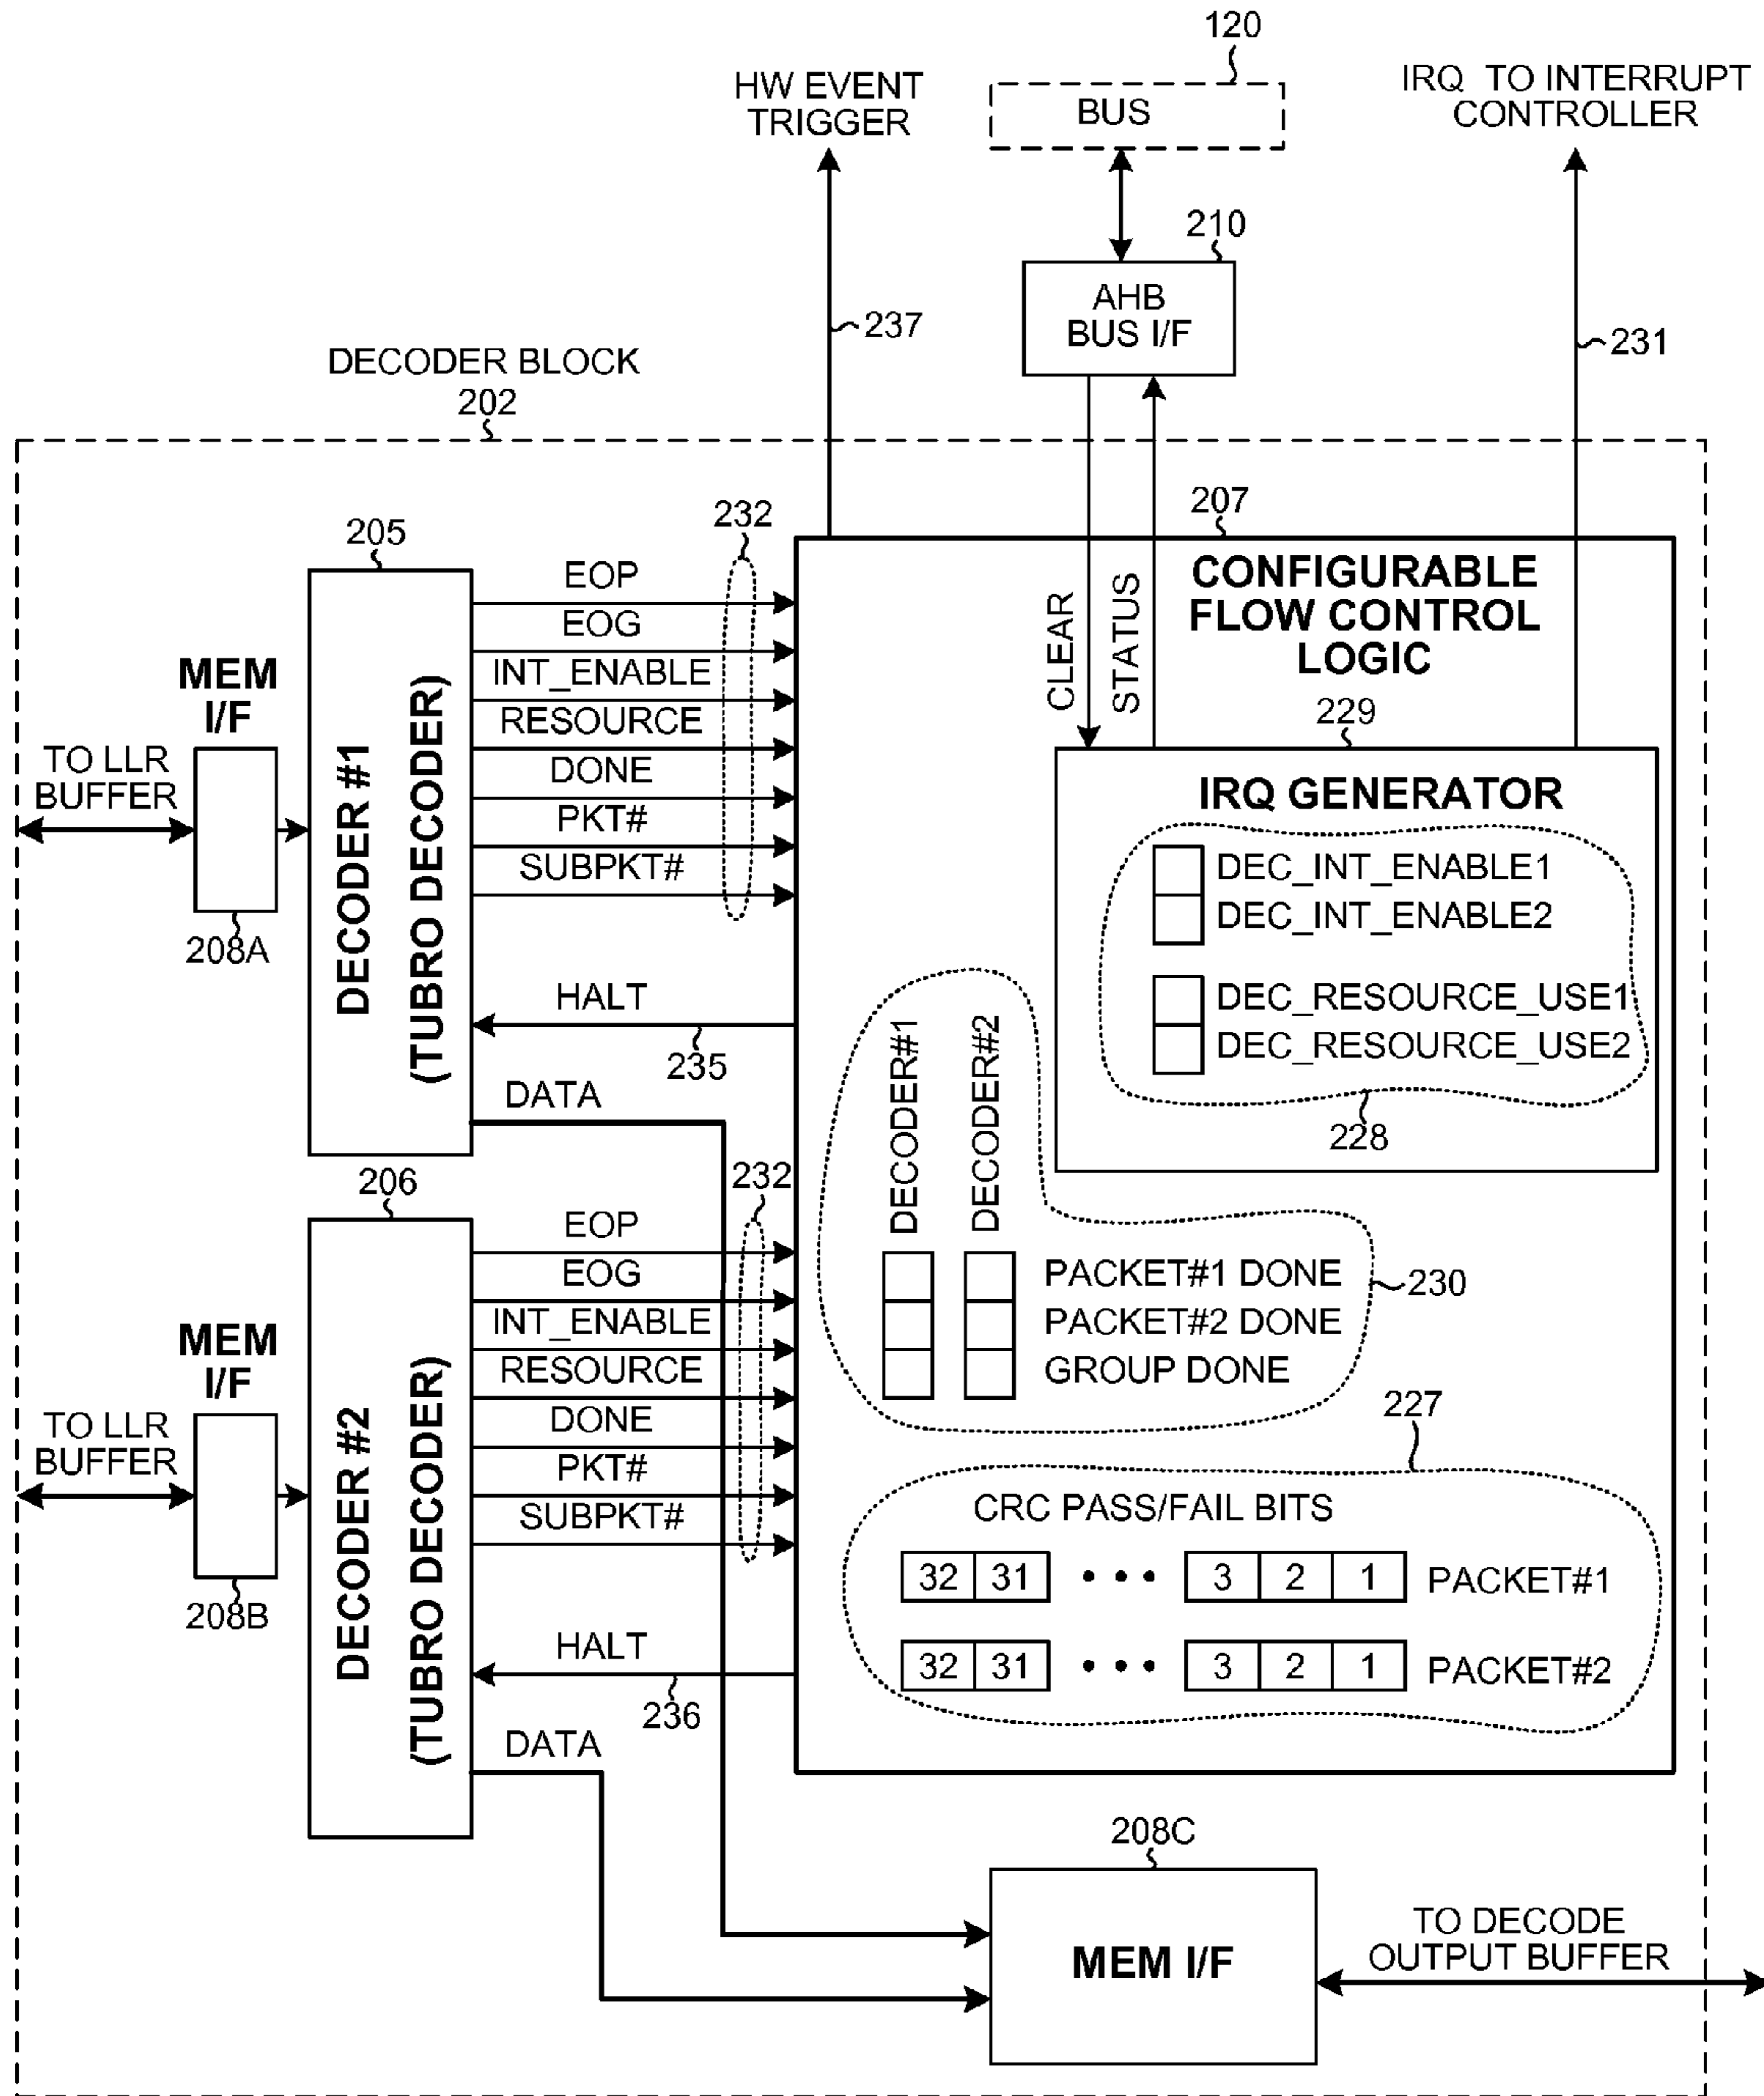 120
HW EVENT
TRIGGER
BUS
IRQ TO INTERRUPT
CONTROLLER
210
AHB
BUS I/F
237
231
DECODER BLOCK
202
207
CONFIGURABLE
FLOW CONTROL
LOGIC
CLEAR
STATUS
205
232
EOP
EOG
INT_ENABLE
RESOURCE
DONE
PKT#
SUBPKT#
MEM
I/F
TO LLR
BUFFER
208A
DECODER #1
(TUBRO DECODER)
HALT
235
DATA
229
IRQ GENERATOR
DEC_INT_ENABLE1
DEC_INT_ENABLE2
DEC_RESOURCE_USE1
DEC_RESOURCE_USE2
228
DECODER#1
DECODER#2
PACKET#1 DONE
PACKET#2 DONE
GROUP DONE
230
206
232
EOP
EOG
INT_ENABLE
RESOURCE
DONE
PKT#
SUBPKT#
MEM
I/F
TO LLR
BUFFER
208B
DECODER #2
(TUBRO DECODER)
HALT
236
DATA
227
CRC PASS/FAIL BITS
32 31 • • • 3 2 1 PACKET#1
32 31 • • • 3 2 1 PACKET#2
208C
MEM I/F
TO DECODE
OUTPUT BUFFER